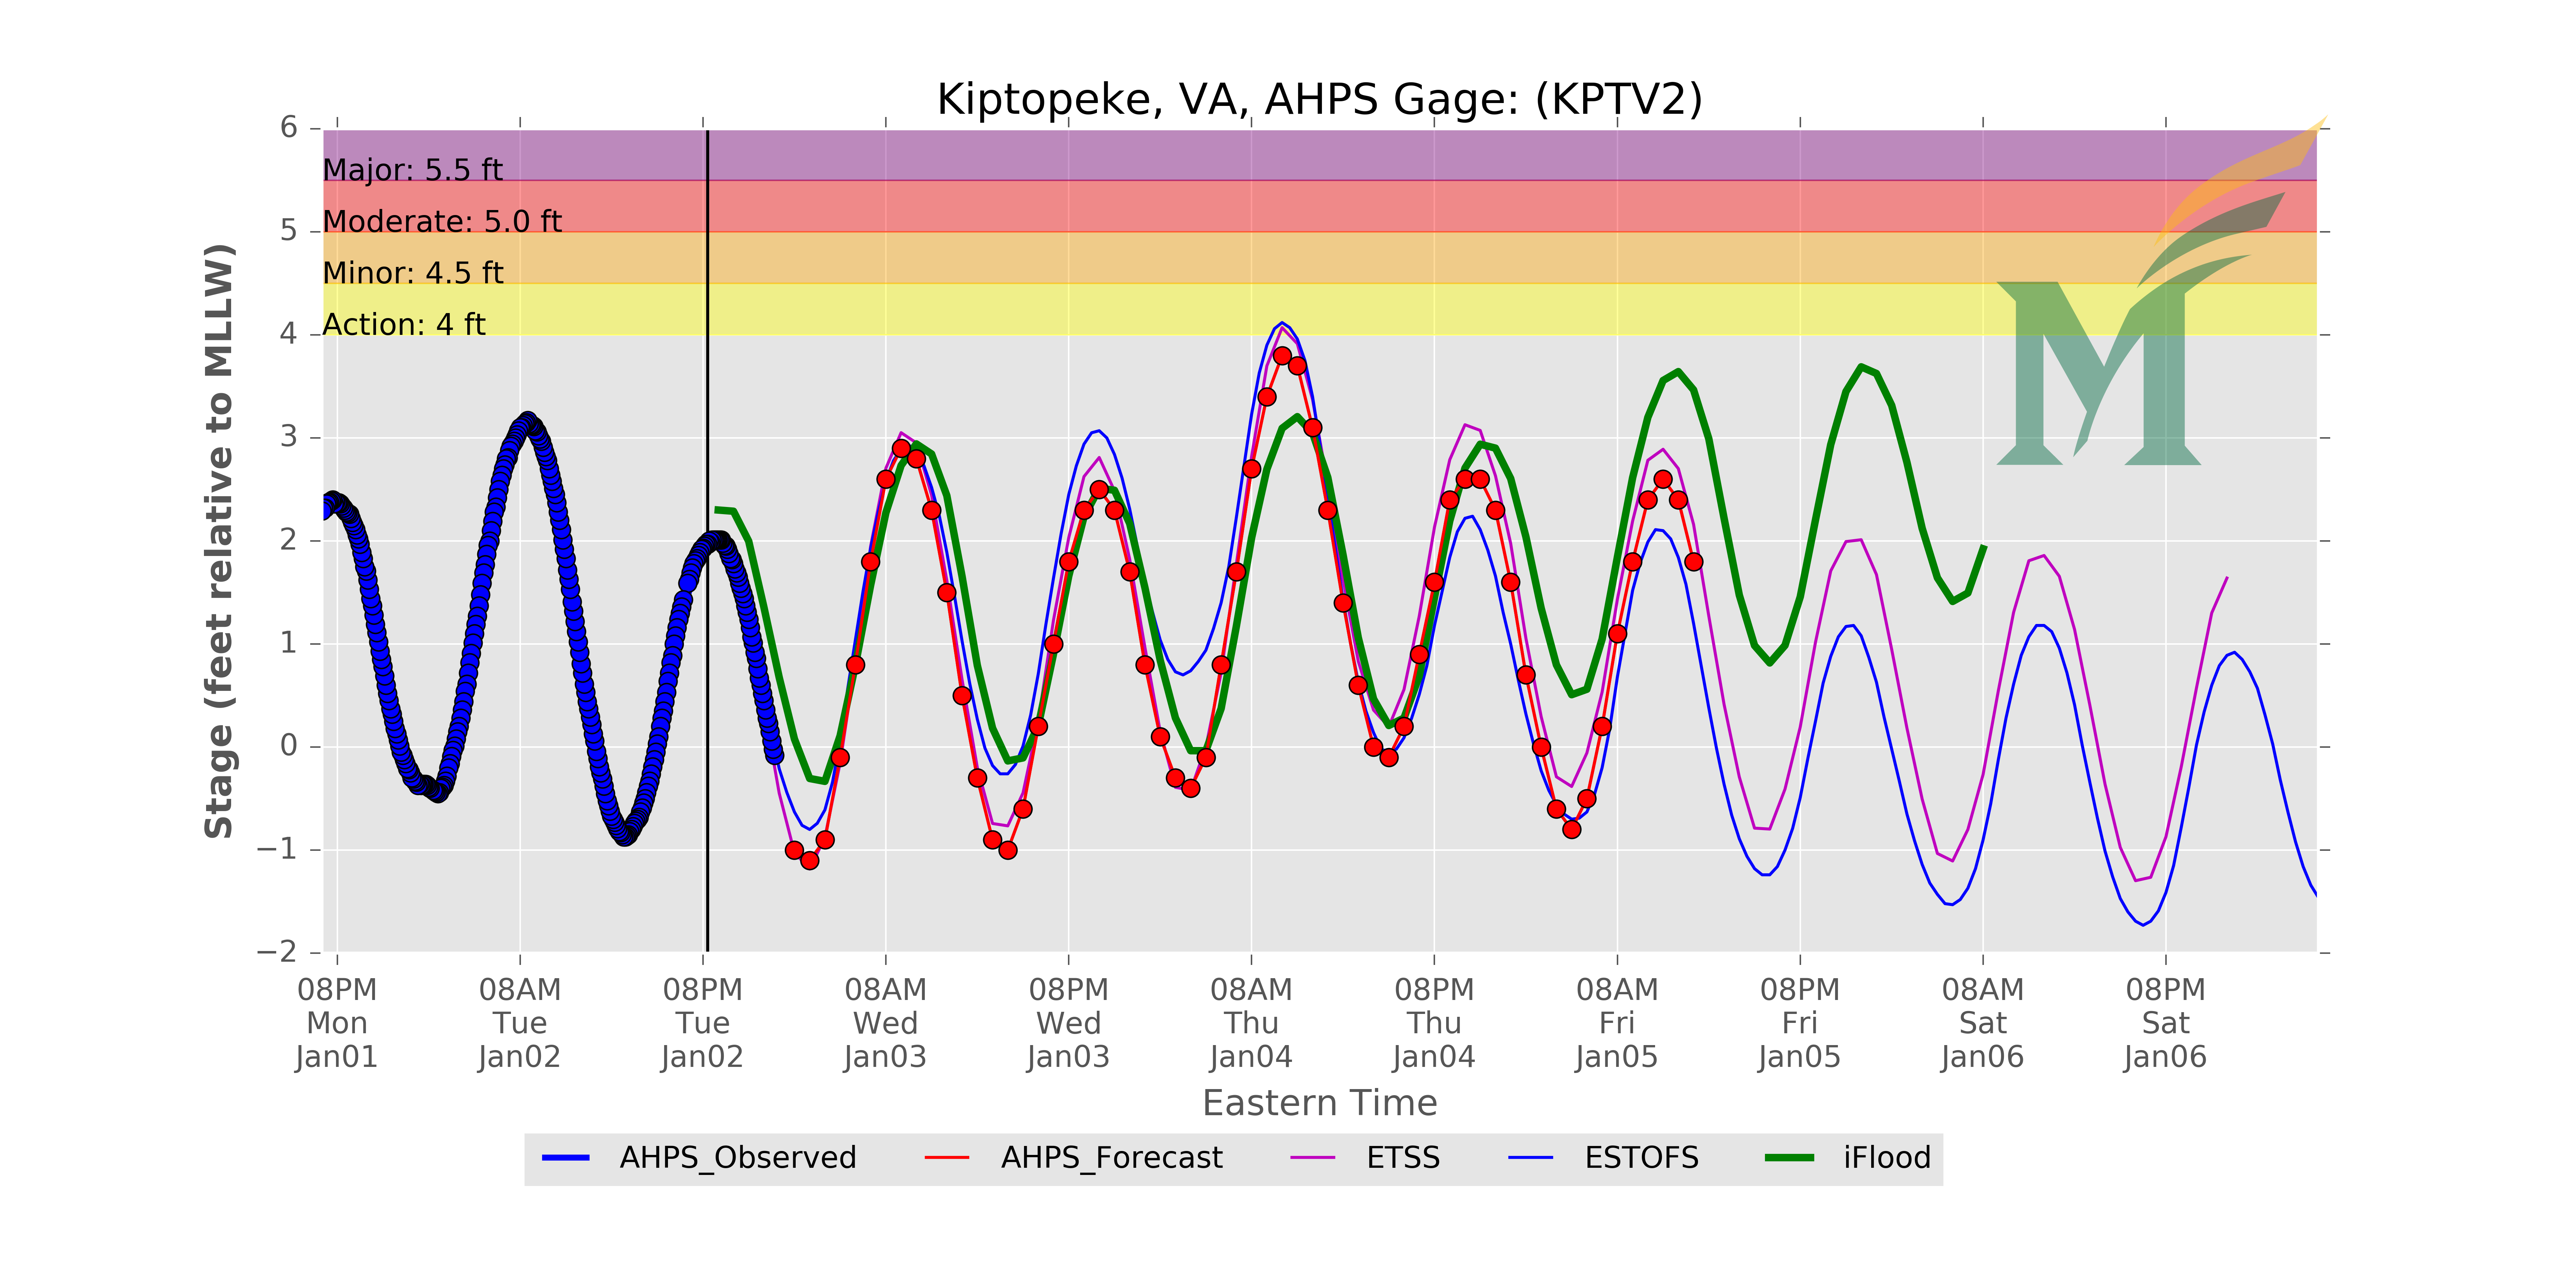 Kiptopeke, VA, AHPS Gage: (KPTV2)
6
5
4
3
2
1
0
−1
−2
Stage (feet relative to MLLW)
Major: 5.5 ft
Moderate: 5.0 ft
Minor: 4.5 ft
Action: 4 ft
M
08PM 08AM 08PM 08AM 08PM 08AM 08PM 08AM 08PM 08AM 08PM
Mon Tue Tue Wed Wed Thu Thu Fri Fri Sat Sat
Jan01 Jan02 Jan02 Jan03 Jan03 Jan04 Jan04 Jan05 Jan05 Jan06 Jan06
Eastern Time
AHPS_Observed AHPS_Forecast ETSS ESTOFS iFlood